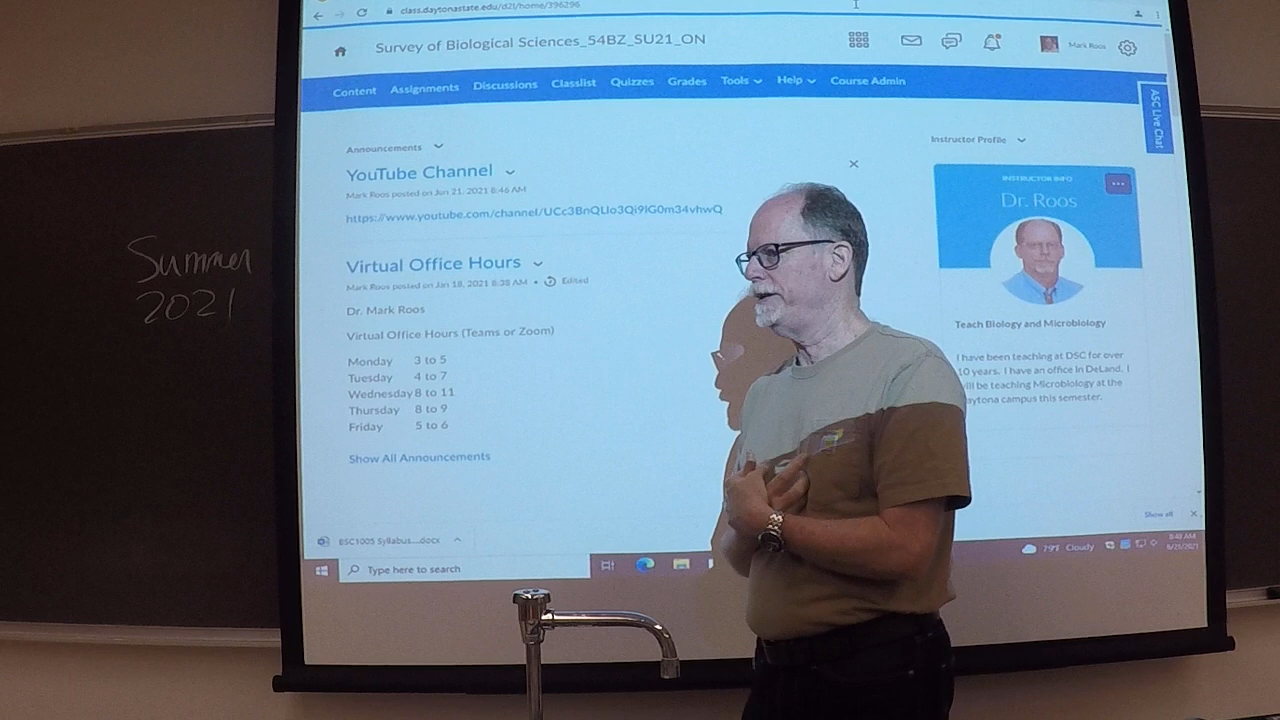 class.daytonastate.edu/d2l/home/396296
Survey of Biological Sciences_54BZ_SU21_ON
Mark Roos
Content Assignments Discussions Classlist Quizzes Grades Tools Help Course Admin
ASC Live Chat
Announcements
YouTube Channel
Mark Roos posted on Jun 21, 2021 8:46 AM
https://www.youtube.com/channel/
Virtual Office Hours
Mark Roos posted on Jan 18, 2021 8:38 AM • Edited
Dr. Mark Roos
Virtual Office Hours (Teams or Zoom)
Monday 3 to 5
Tuesday 4 to 7
Wednesday 8 to 11
Thursday 8 to 9
Friday 5 to 6
Show All Announcements
Instructor Profile
INSTRUCTOR INFO
Dr. Roos
Teach Biology and Microbiology
I have been teaching at DSC for over
10 years. I have an office in DeLand. I
will be teaching Microbiology at the
campus this semester.
Summer
2021
BSC1005 Syllabus...docx
Show all
Type here to search
79°F Cloudy
8:48 AM
6/21/2021